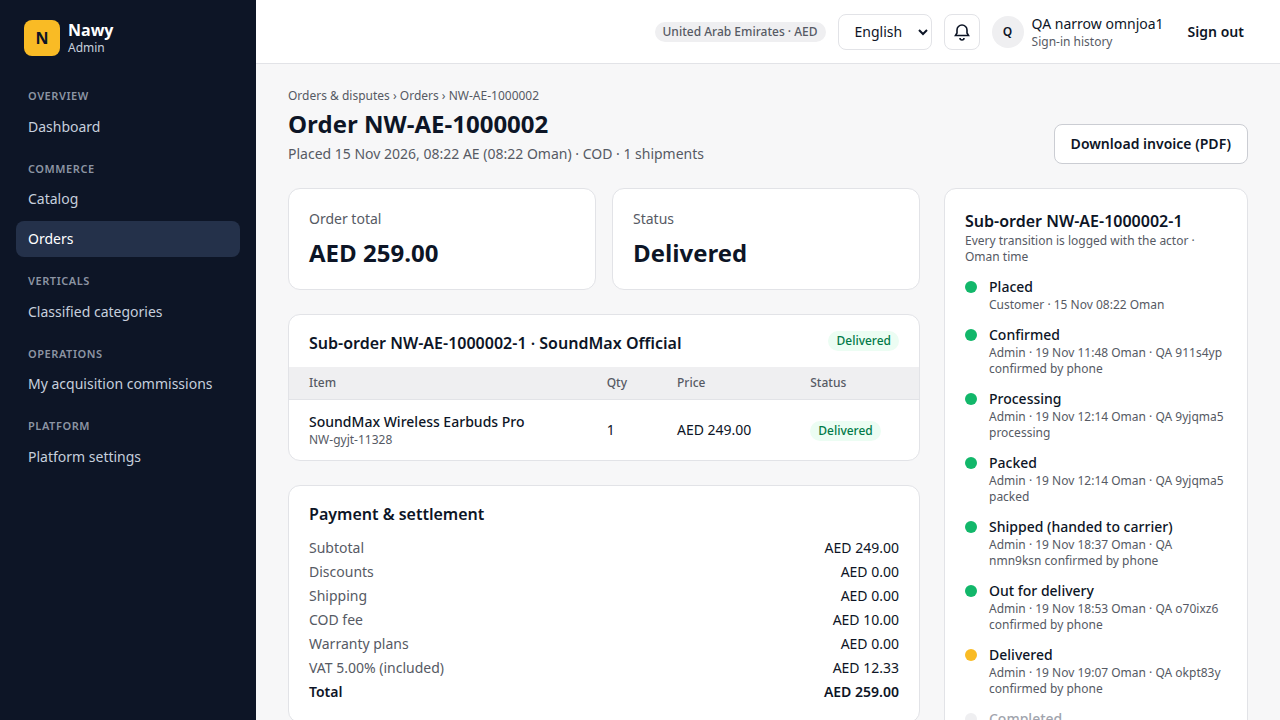 N
Nawy
Admin
OVERVIEW
Dashboard
COMMERCE
Catalog
Orders
VERTICALS
Classified categories
OPERATIONS
My acquisition commissions
PLATFORM
Platform settings
United Arab Emirates · AED
English
Q
QA narrow omnjoa1
Sign-in history
Sign out
Orders & disputes › Orders › NW-AE-1000002
Order NW-AE-1000002
Placed 15 Nov 2026, 08:22 AE (08:22 Oman) · COD · 1 shipments
Download invoice (PDF)
Order total
AED 259.00
Status
Delivered
Sub-order NW-AE-1000002-1 · SoundMax Official
Delivered
Item Qty Price Status
SoundMax Wireless Earbuds Pro
NW-gyjt-11328
1
AED 249.00
Delivered
Payment & settlement
Subtotal AED 249.00
Discounts AED 0.00
Shipping AED 0.00
COD fee AED 10.00
Warranty plans AED 0.00
VAT 5.00% (included) AED 12.33
Total AED 259.00
Sub-order NW-AE-1000002-1
Every transition is logged with the actor ·
Oman time
Placed
Customer · 15 Nov 08:22 Oman
Confirmed
Admin · 19 Nov 11:48 Oman · QA 911s4yp
confirmed by phone
Processing
Admin · 19 Nov 12:14 Oman · QA 9yjqma5
processing
Packed
Admin · 19 Nov 12:14 Oman · QA 9yjqma5
packed
Shipped (handed to carrier)
Admin · 19 Nov 18:37 Oman · QA
nmn9ksn confirmed by phone
Out for delivery
Admin · 19 Nov 18:53 Oman · QA o70ixz6
confirmed by phone
Delivered
Admin · 19 Nov 19:07 Oman · QA okpt83y
confirmed by phone
Completed